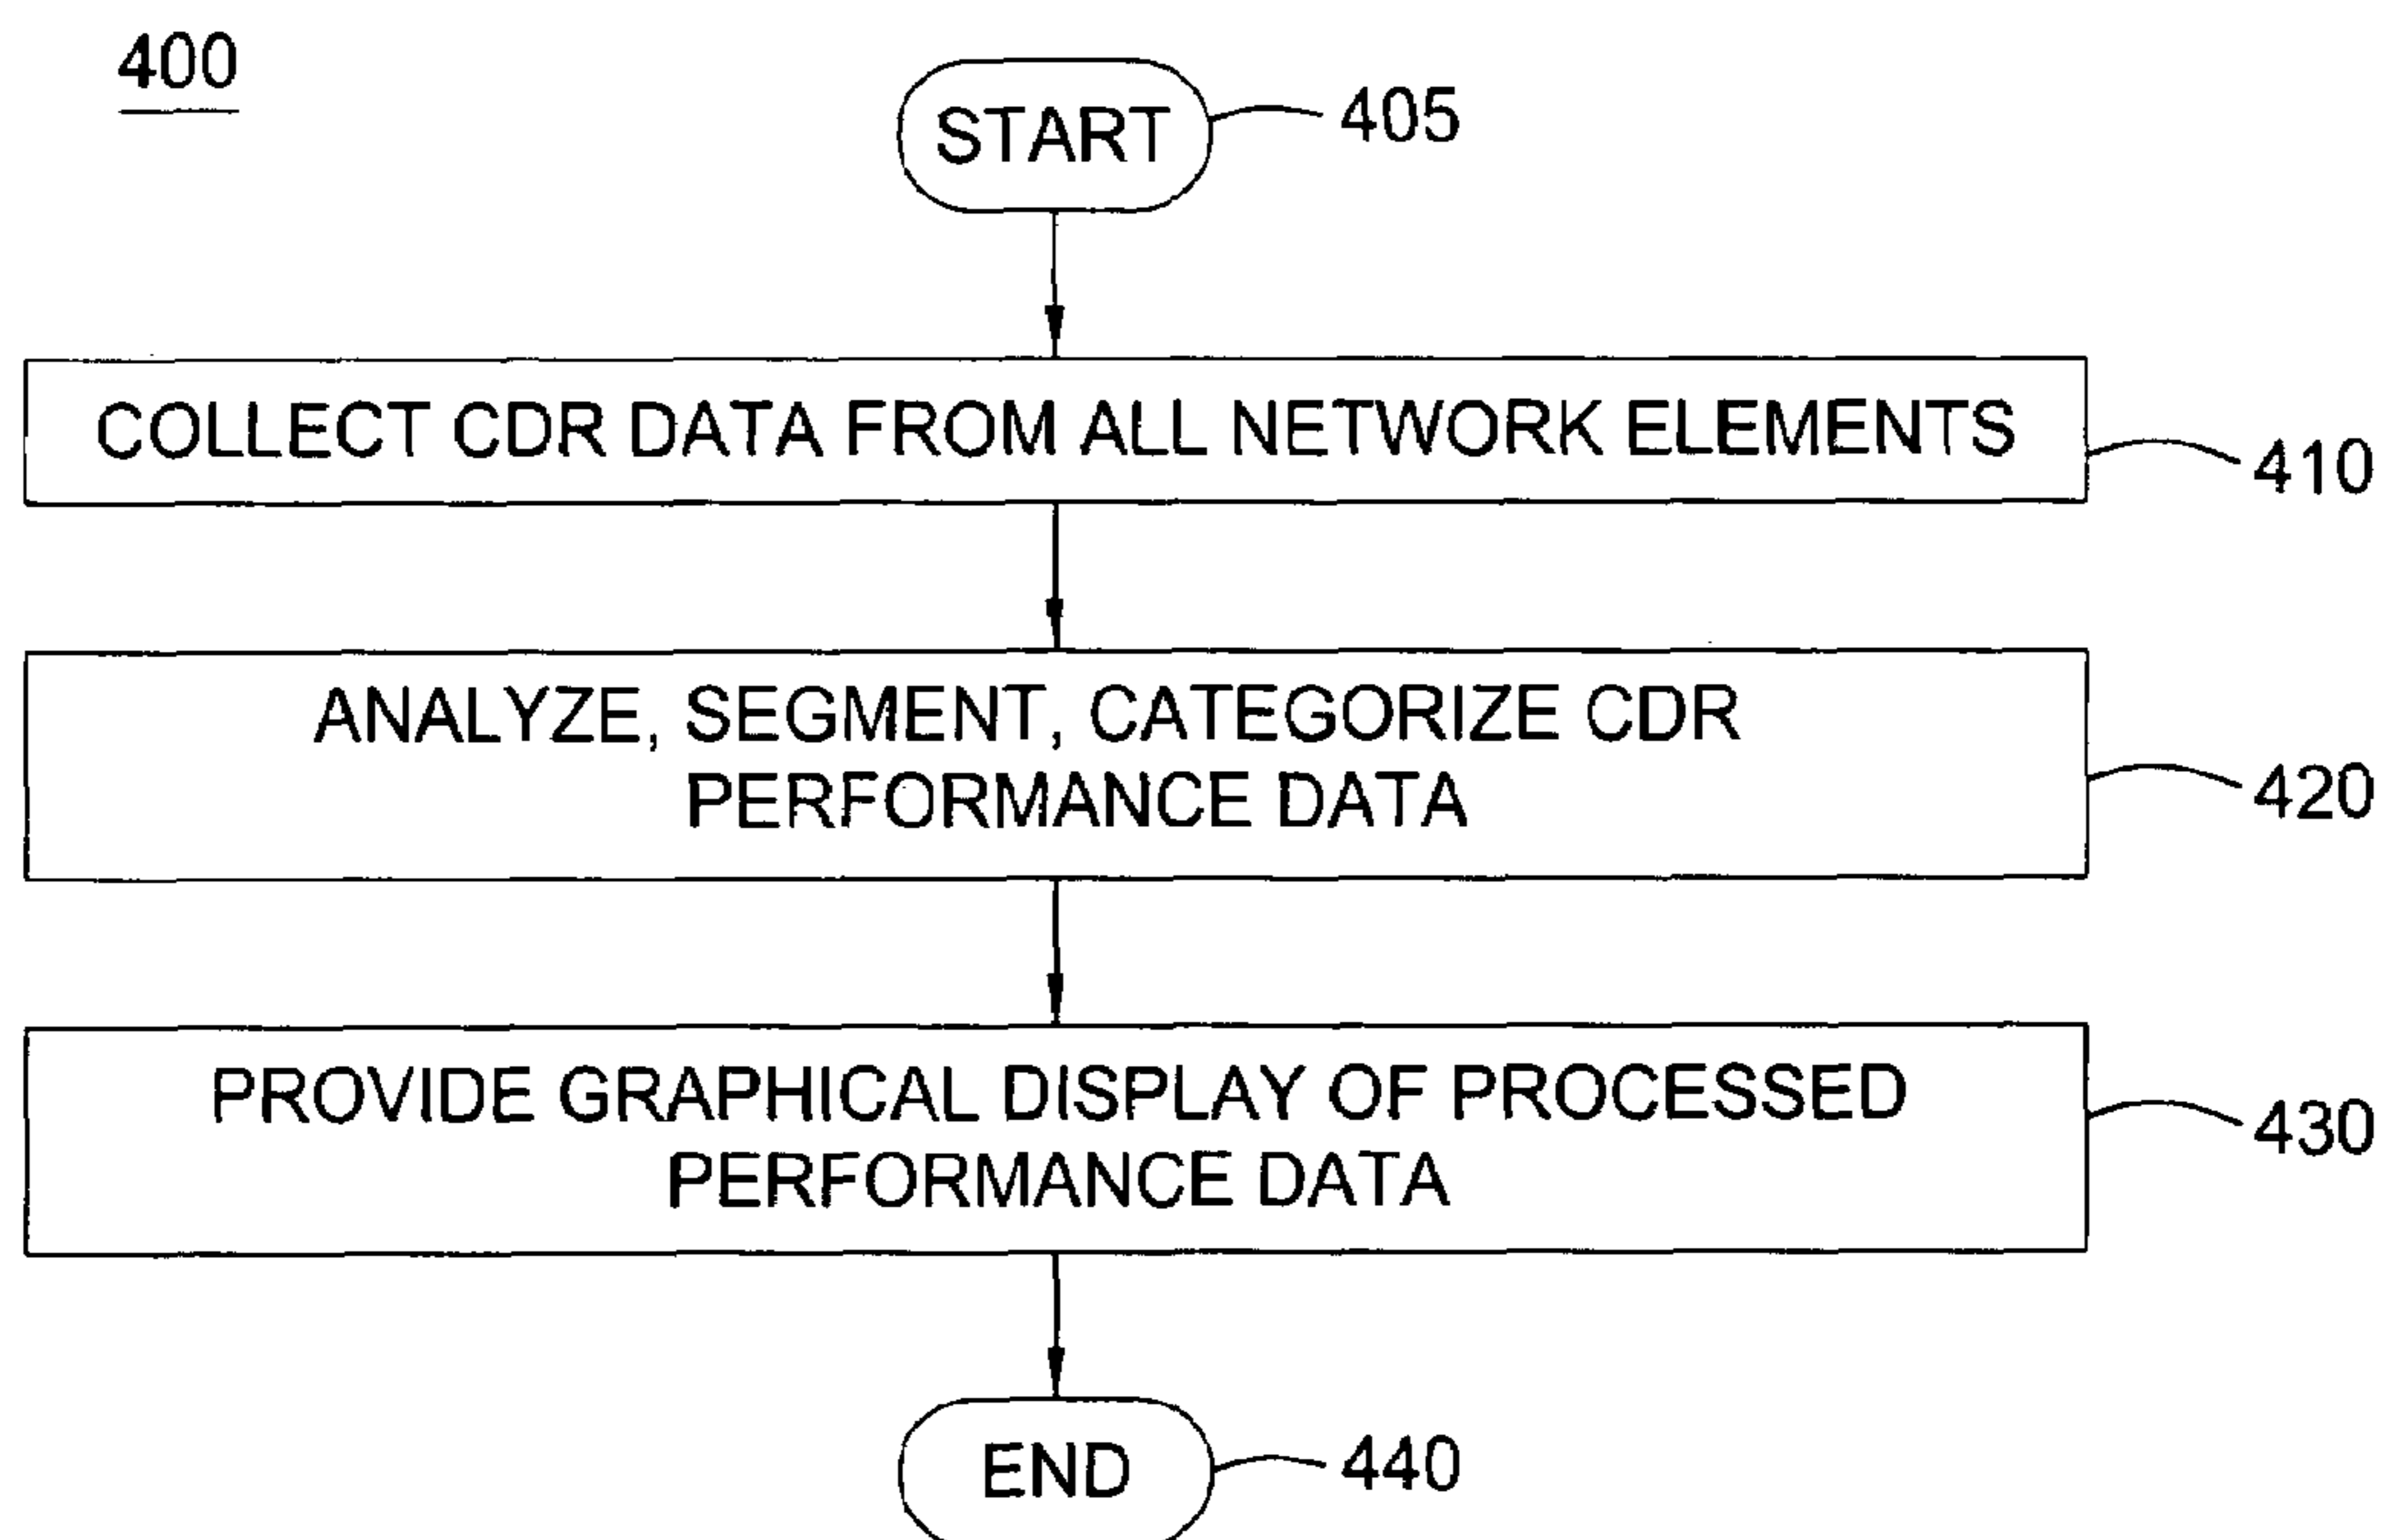 400
START
405
COLLECT CDR DATA FROM ALL NETWORK ELEMENTS
410
ANALYZE, SEGMENT, CATEGORIZE CDR
PERFORMANCE DATA
420
PROVIDE GRAPHICAL DISPLAY OF PROCESSED
PERFORMANCE DATA
430
END
440